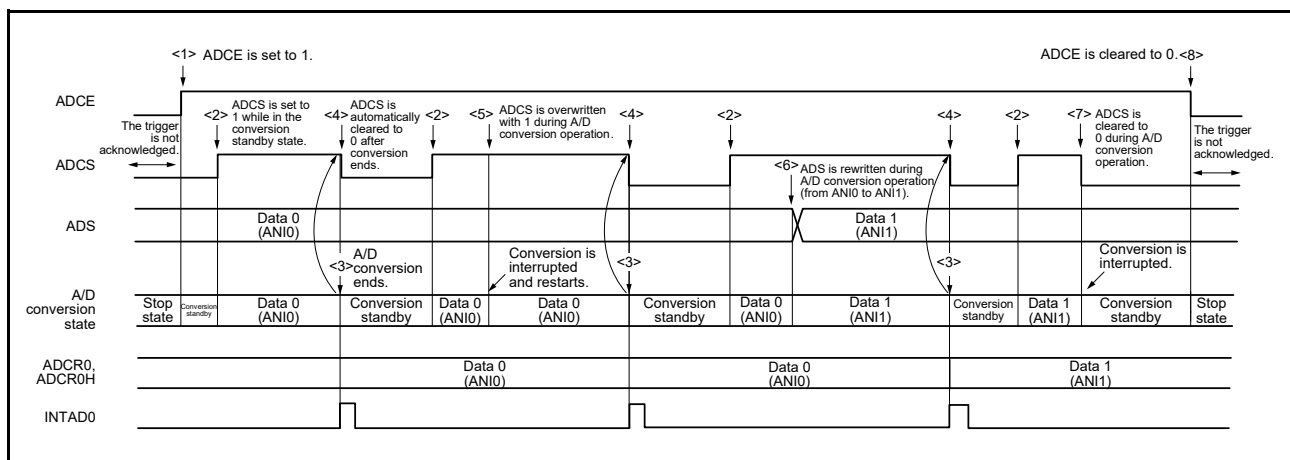 <1> ADCE is set to 1.
ADCE is cleared to 0. <8>
ADCE
The trigger
is not
acknowledged.
<2>
ADCS is set to
1 while in the
conversion
standby state.
<4>
ADCS is
automatically
cleared to
0 after
conversion
ends.
<2>
<5>
ADCS is overwritten
with 1 during A/D
conversion operation.
<4>
<2>
<4>
<2>
<7>
ADCS is
cleared to
0 during A/D
conversion
operation.
The trigger
is not
acknowledged.
ADCS
<6>
ADS is rewritten during
A/D conversion operation
(from ANI0 to ANI1).
ADS
Data 0
(ANI0)
Data 1
(ANI1)
<3>
A/D
conversion
ends.
Conversion is
interrupted
and restarts.
<3>
<3>
Conversion is
interrupted.
A/D
conversion
state
Stop
state
Conversion
standby
Data 0
(ANI0)
Conversion
standby
Data 0
(ANI0)
Data 0
(ANI0)
Conversion
standby
Data 0
(ANI0)
Data 1
(ANI1)
Conversion
standby
Data 1
(ANI1)
Conversion
standby
Stop
state
ADCR0,
ADCR0H
Data 0
(ANI0)
Data 0
(ANI0)
Data 1
(ANI1)
INTAD0